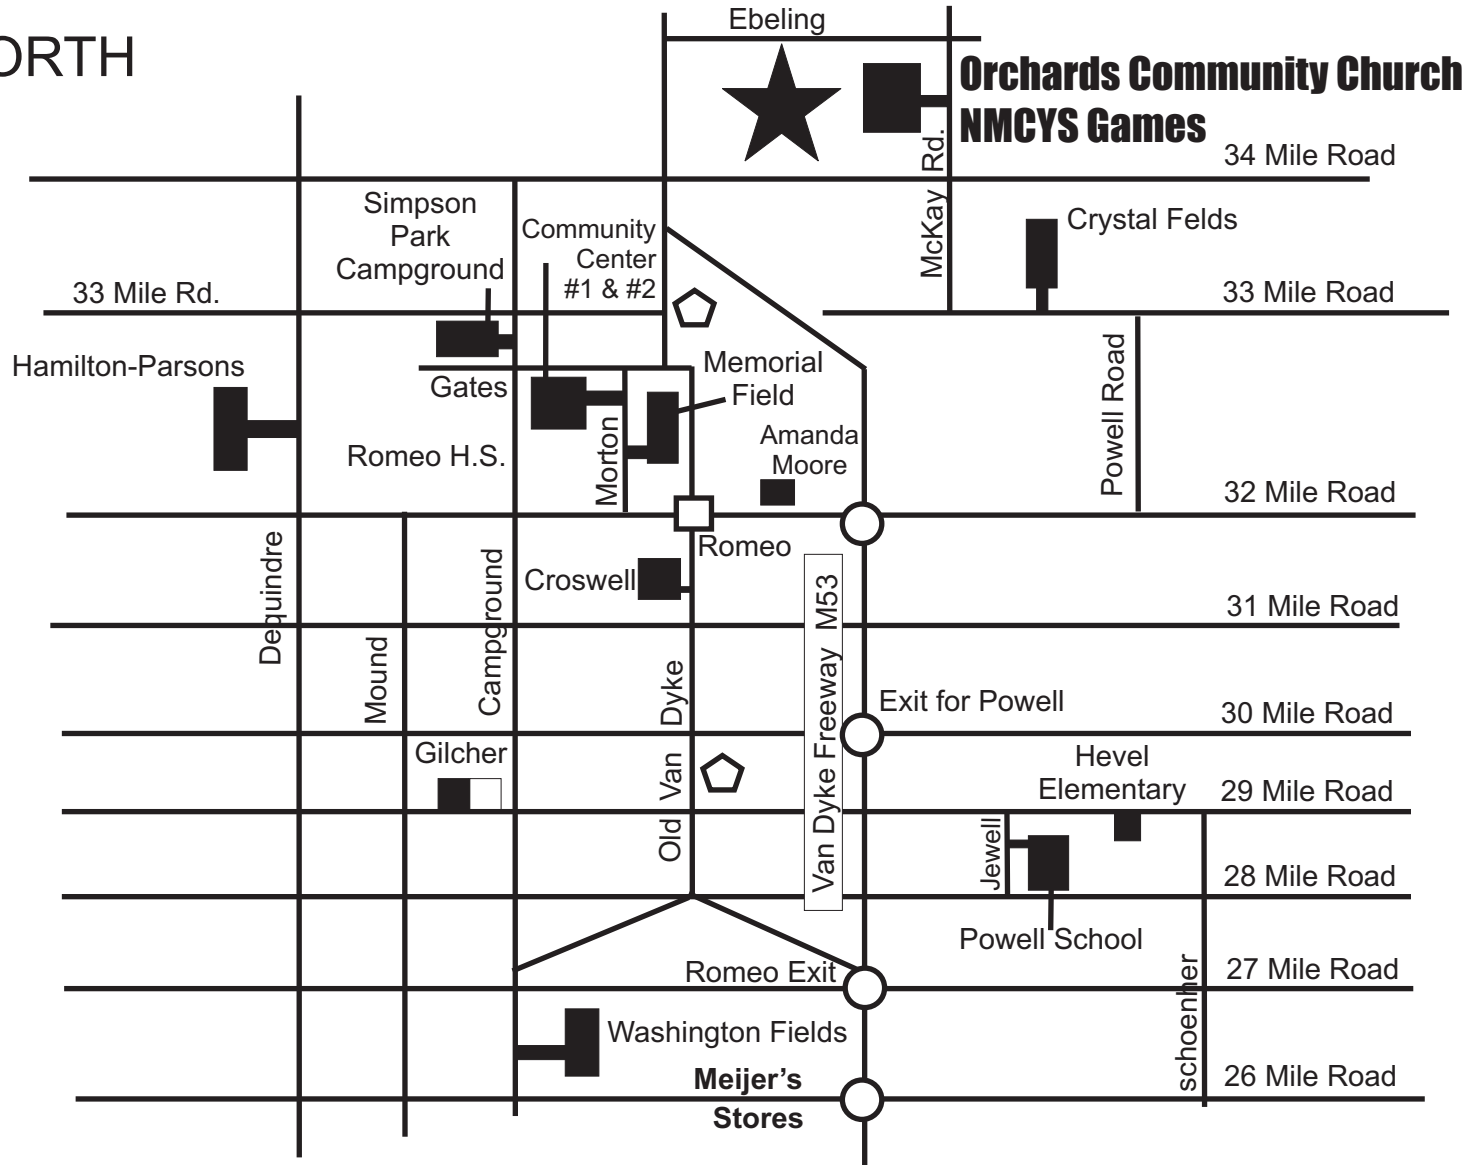 Ebeling
ORTH
Orchards Community Church
NMCYS Games
34 Mile Road
McKay Rd.
Simpson
Park
Campground
Community
Center
#1 & #2
Crystal Felds
33 Mile Rd.
33 Mile Road
Hamilton-Parsons
Gates
Memorial
Field
Powell Road
Romeo H.S.
Morton
Amanda
Moore
32 Mile Road
Romeo
Croswell
Dequindre
Mound
Campground
Old Van Dyke
Van Dyke Freeway M53
31 Mile Road
Exit for Powell
30 Mile Road
Gilcher
Hevel
Elementary
29 Mile Road
Jewell
28 Mile Road
Powell School
Romeo Exit
27 Mile Road
schoenher
Washington Fields
Meijer's
Stores
26 Mile Road